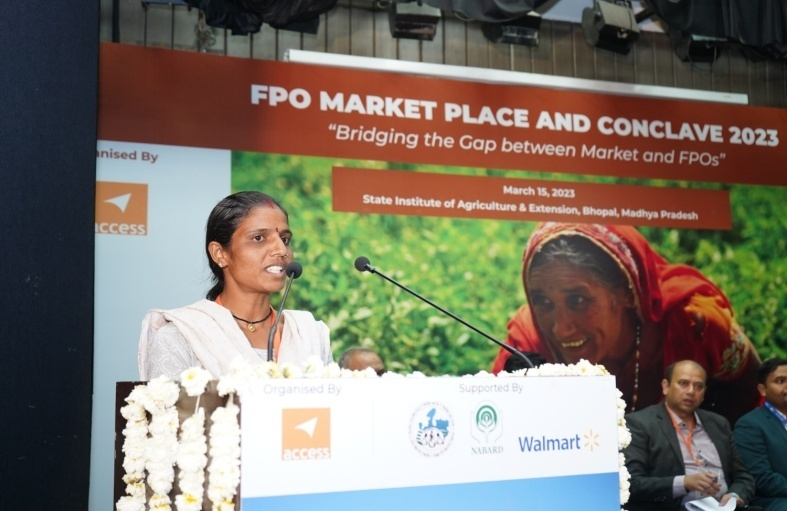 FPO MARKET PLACE AND CONCLAVE 2023
“Bridging the Gap between Market and FPOs”
anised By
access
March 15, 2023
State Institute of Agriculture & Extension, Bhopal, Madhya Pradesh
Organised By
Supported By
access
NABARD
Walmart